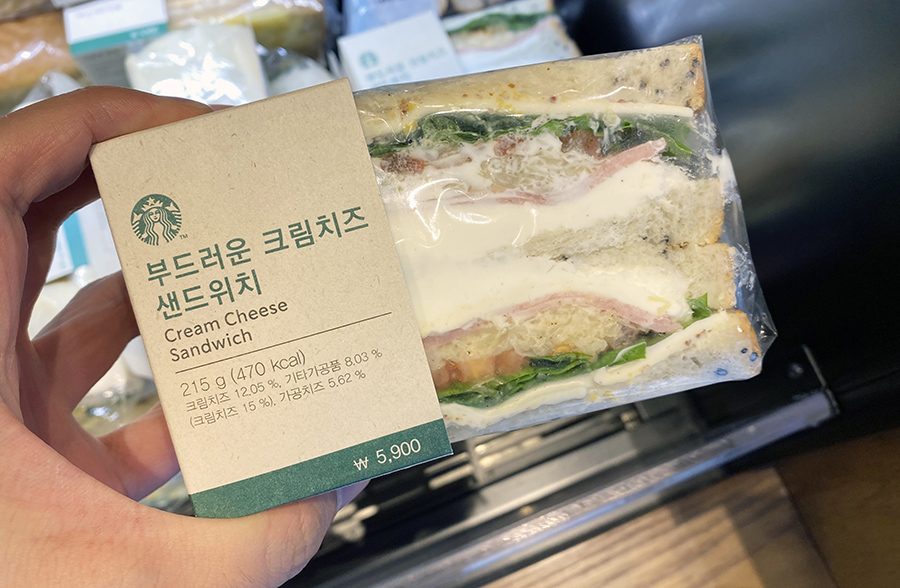 부드러운 크림치즈
샌드위치
Cream Cheese
Sandwich
215 g (470 kcal)
크림치즈 12.05 %, 기타가공품 8.03 %
(크림치즈 15 %), 가공치즈 5.62 %
₩ 5,900
TM